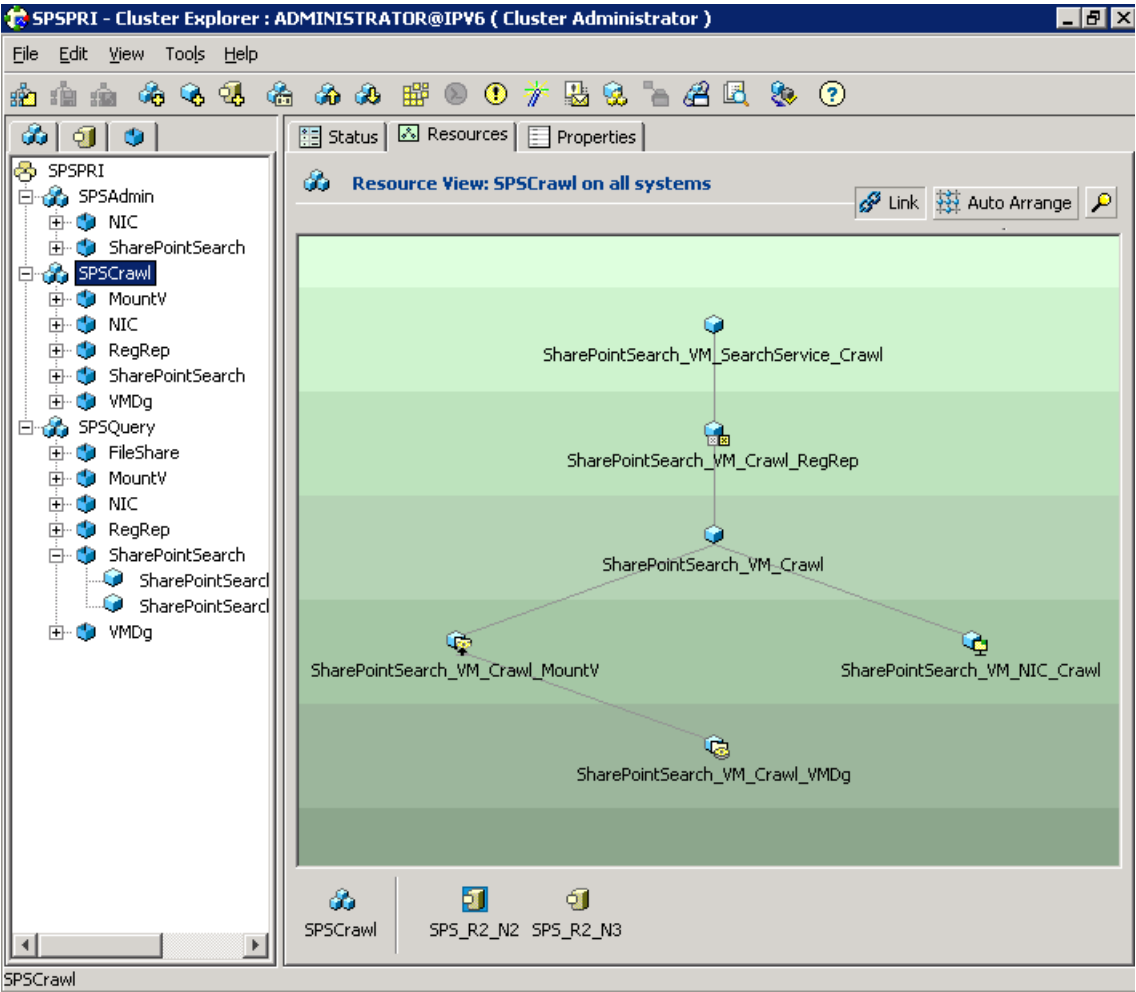 SPSPRI - Cluster Explorer : ADMINISTRATOR@IPV6 ( Cluster Administrator )
File Edit View Tools Help
Status Resources Properties
SPSPRI
SPSAdmin
NIC
SharePointSearch
SPSCrawl
MountV
NIC
RegRep
SharePointSearch
VMDg
SPSQuery
FileShare
MountV
NIC
RegRep
SharePointSearch
SharePointSearcl
SharePointSearcl
VMDg
Resource View: SPSCrawl on all systems
Link Auto Arrange
SharePointSearch_VM_SearchService_Crawl
SharePointSearch_VM_Crawl_RegRep
SharePointSearch_VM_Crawl
SharePointSearch_VM_Crawl_MountV SharePointSearch_VM_NIC_Crawl
SharePointSearch_VM_Crawl_VMDg
SPSCrawl SPS_R2_N2 SPS_R2_N3
SPSCrawl